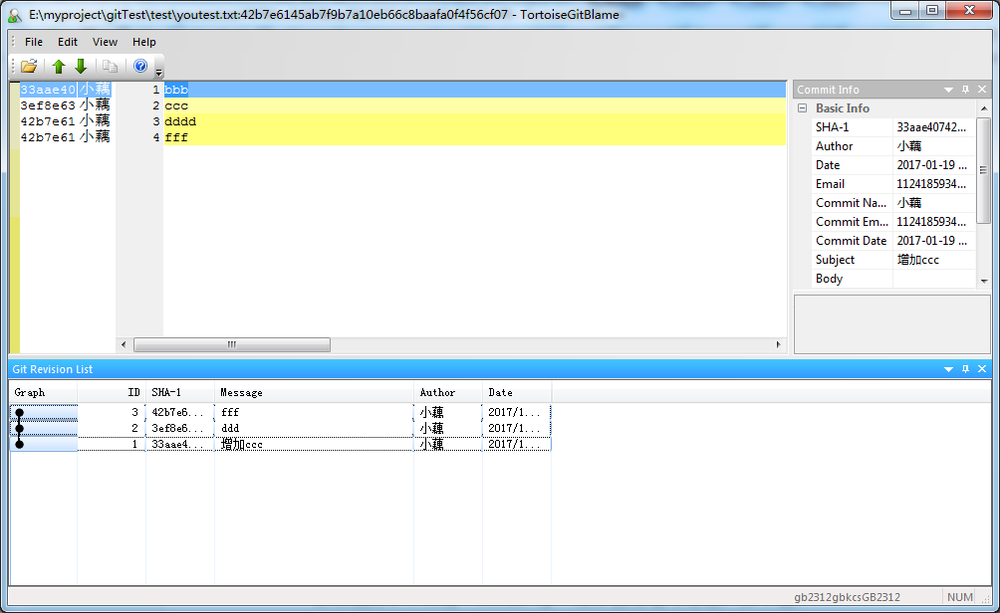 E:\myproject\gitTest\test\youtest.txt:42b7e6145ab7f9b7a10eb66c8baafa0f4f56cf07 - TortoiseGitBlame
File Edit View Help
33aae40 小藕 1 bbb
3ef8e63 小藕 2 ccc
42b7e61 小藕 3 dddd
42b7e61 小藕 4 fff
Commit Info
Basic Info
SHA-1 33aae40742...
Author 小藕
Date 2017-01-19 ...
Email 1124185934...
Commit Na... 小藕
Commit Em... 1124185934...
Commit Date 2017-01-19 ...
Subject 增加ccc
Body
Git Revision List
Graph ID SHA-1 Message Author Date
3 42b7e6... fff 小藕 2017/1...
2 3ef8e6... ddd 小藕 2017/1...
1 33aae4... 增加ccc 小藕 2017/1...
gb2312gbkcsGB2312 NUM